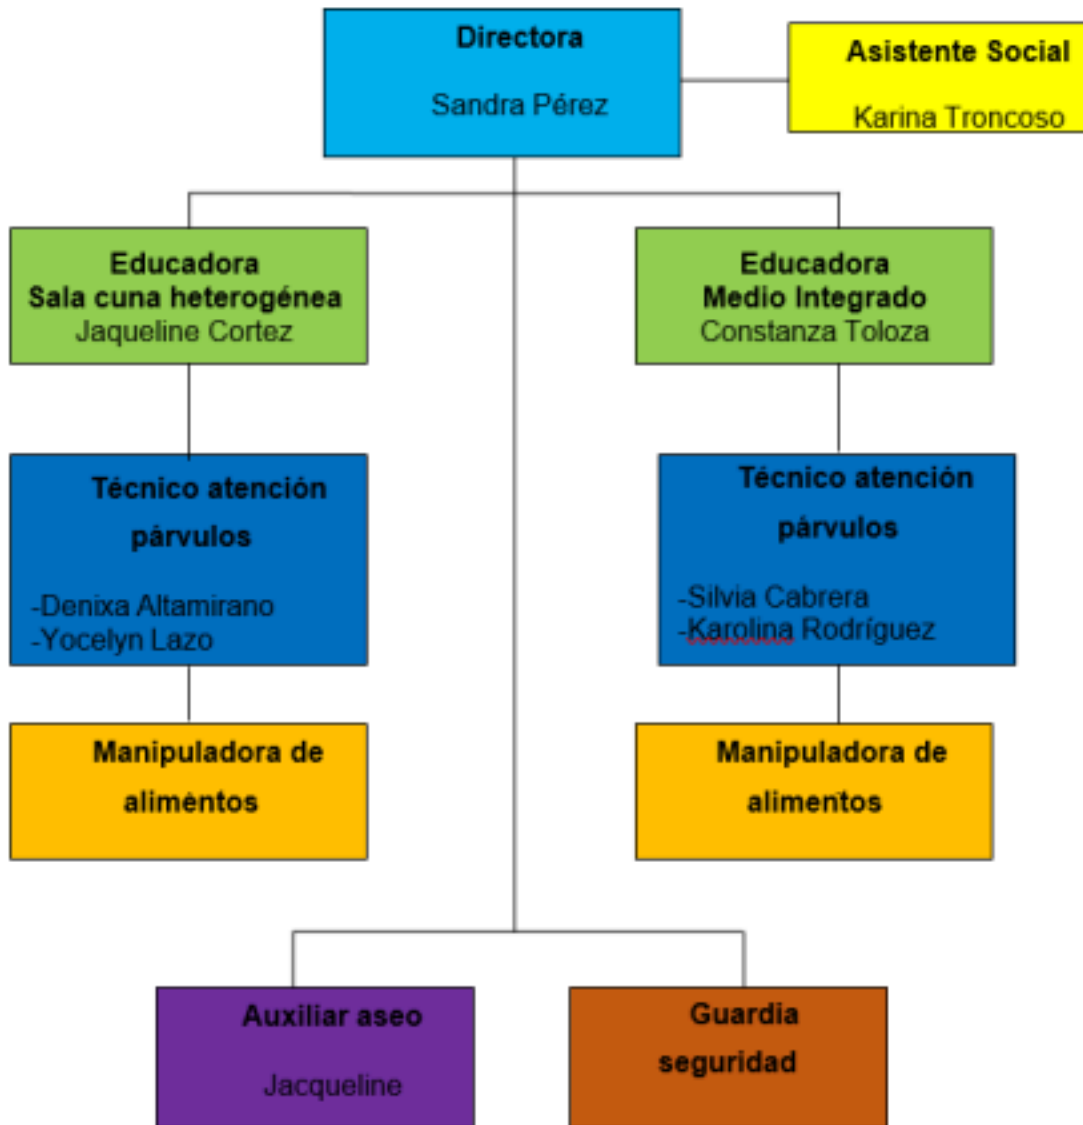 Directora
Sandra Pérez
Asistente Social
Karina Troncoso
Educadora
Sala cuna heterogénea
Jaqueline Cortez
Educadora
Medio Integrado
Constanza Toloza
Técnico atención
párvulos
-Denixa Altamirano
-Yocelyn Lazo
Técnico atención
párvulos
-Silvia Cabrera
-Karolina Rodríguez
Manipuladora de
alimentos
Manipuladora de
alimentos
Auxiliar aseo
Jacqueline
Guardia
seguridad